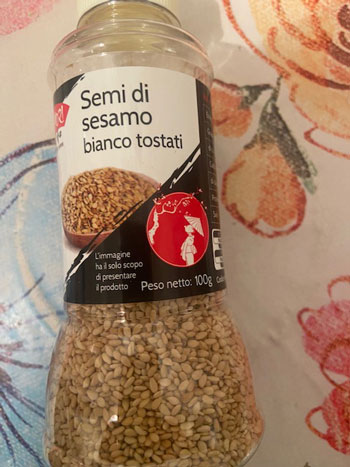 Semi di
sesamo
bianco tostati
L'immagine
ha il solo scopo
di presentare
il prodotto
Peso netto: 100g